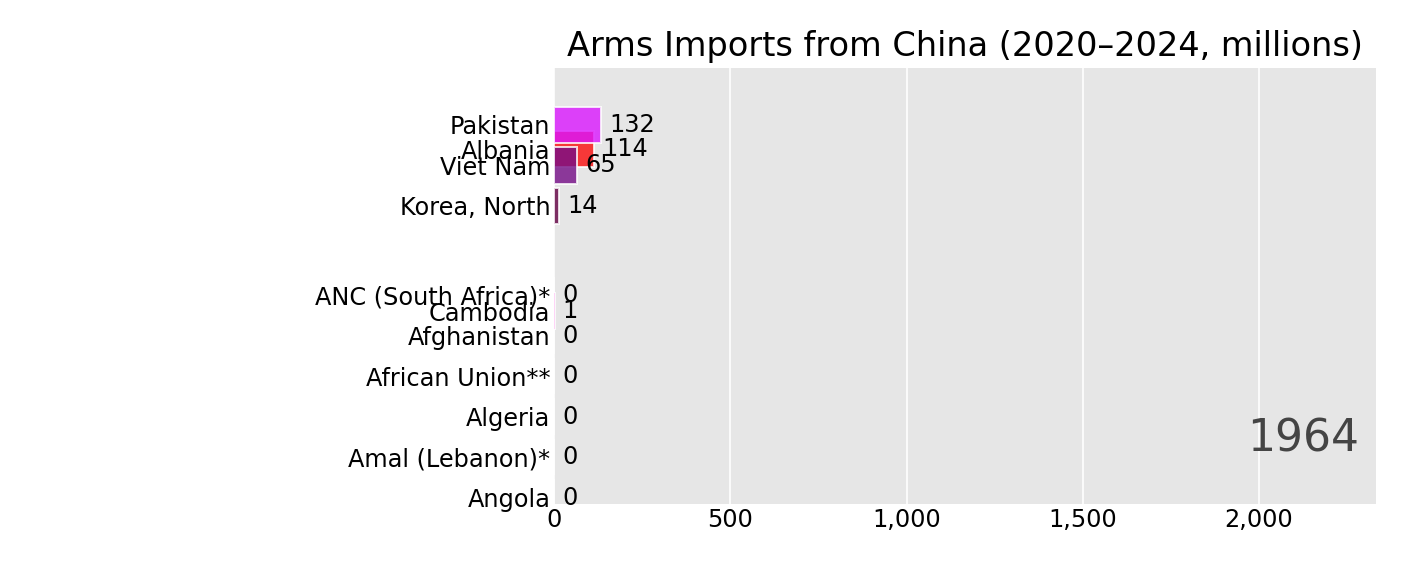 Arms Imports from China (2020–2024, millions)
Pakistan 132
Albania 114
Viet Nam 65
Korea, North 14
ANC (South Africa)* 0
Cambodia 1
Afghanistan 0
African Union** 0
Algeria 0
1964
Amal (Lebanon)* 0
Angola 0
0 500 1,000 1,500 2,000